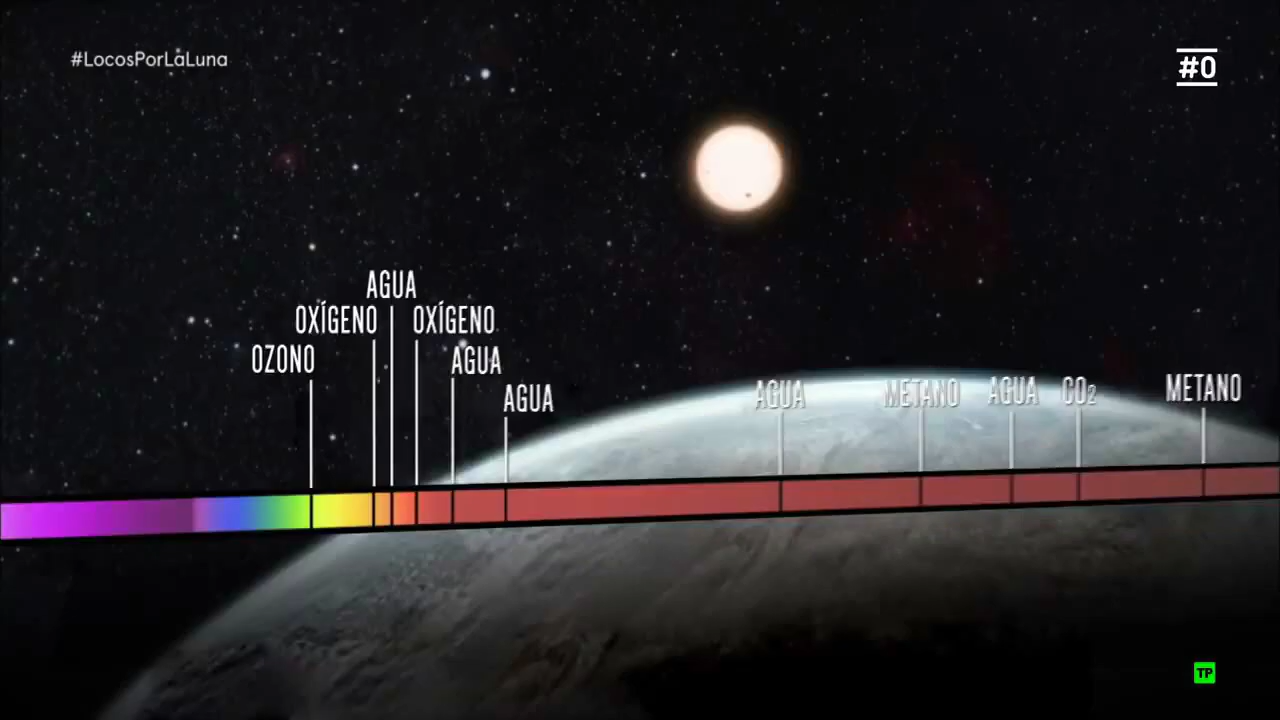 #LocosPorLaLuna
#0
AGUA
OXÍGENO
OXÍGENO
OZONO
AGUA
AGUA
AGUA
METANO
AGUA
CO₂
METANO
TP